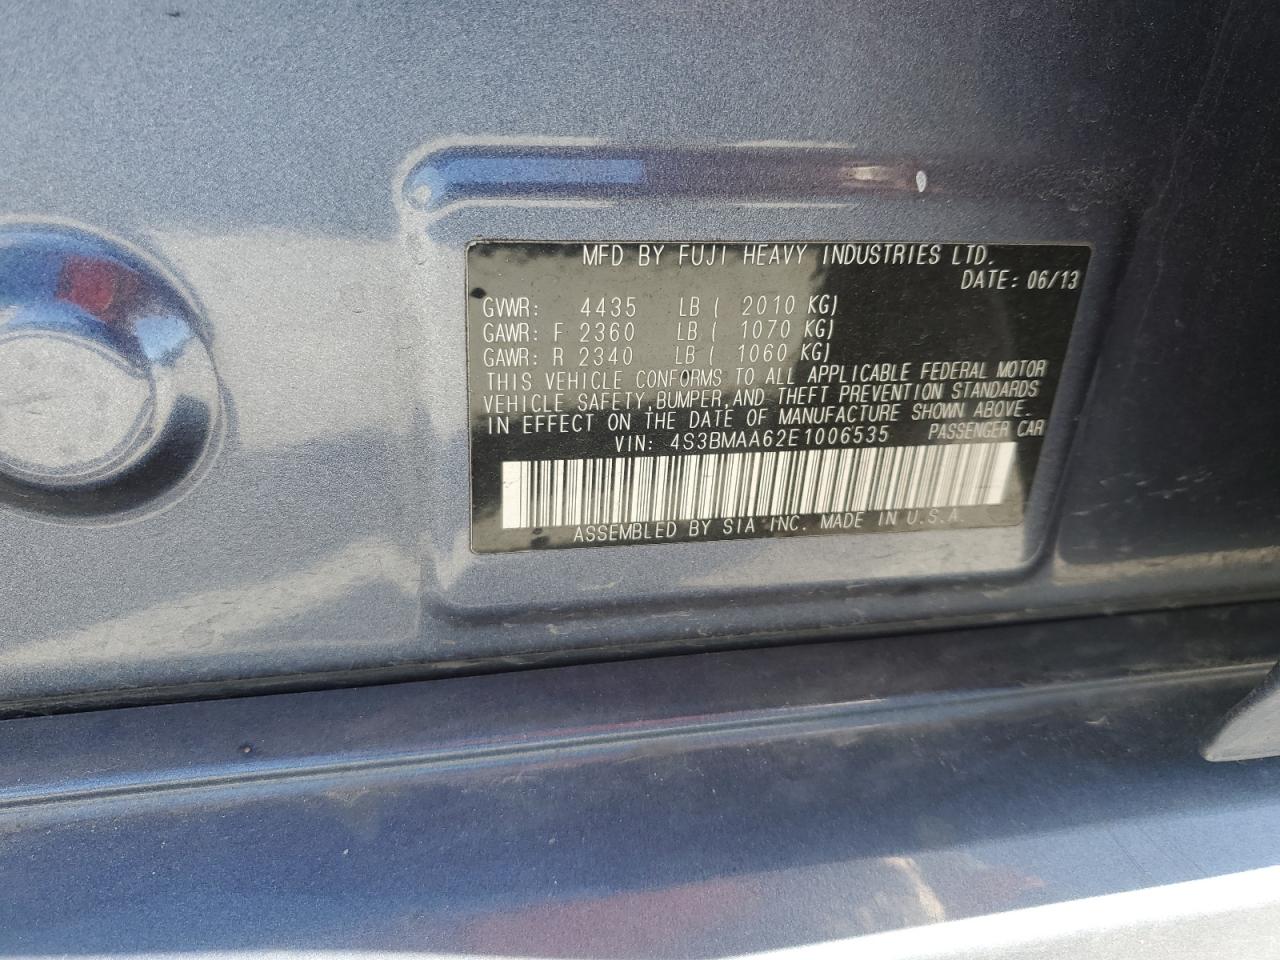 MFD BY FUJI HEAVY INDUSTRIES LTD.
DATE: 06/13
GVWR: 4435 LB ( 2010 KG)
GAWR: F 2360 LB ( 1070 KG)
GAWR: R 2340 LB ( 1060 KG)
THIS VEHICLE CONFORMS TO ALL APPLICABLE FEDERAL MOTOR
VEHICLE SAFETY, BUMPER, AND THEFT PREVENTION STANDARDS
IN EFFECT ON THE DATE OF MANUFACTURE SHOWN ABOVE.
VIN: 4S3BMAA62E1006535 PASSENGER CAR
ASSEMBLED BY SIA INC. MADE IN U.S.A.